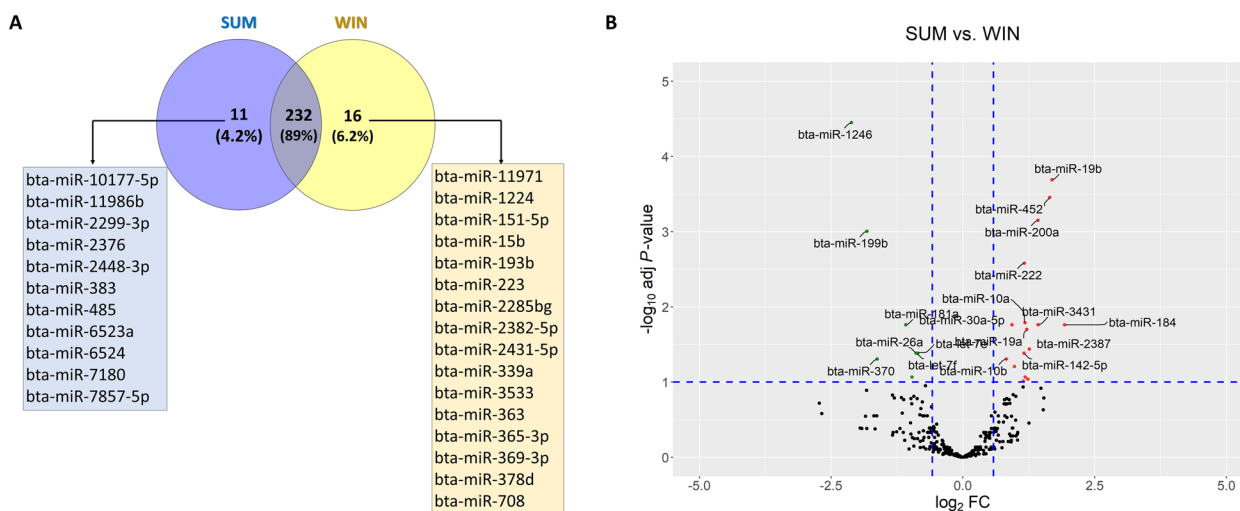 A
SUM
WIN
11
(4.2%)
232
(89%)
16
(6.2%)
bta-miR-10177-5p
bta-miR-11986b
bta-miR-2299-3p
bta-miR-2376
bta-miR-2448-3p
bta-miR-383
bta-miR-485
bta-miR-6523a
bta-miR-6524
bta-miR-7180
bta-miR-7857-5p
bta-miR-11971
bta-miR-1224
bta-miR-151-5p
bta-miR-15b
bta-miR-193b
bta-miR-223
bta-miR-2285bg
bta-miR-2382-5p
bta-miR-2431-5p
bta-miR-339a
bta-miR-3533
bta-miR-363
bta-miR-365-3p
bta-miR-369-3p
bta-miR-378d
bta-miR-708
B
SUM vs. WIN
-log10 adj P-value
5
4
3
2
1
0
bta-miR-1246
bta-miR-19b
bta-miR-452
bta-miR-200a
bta-miR-199b
bta-miR-222
bta-miR-10a
bta-miR-181a
bta-miR-30a-5p
bta-miR-3431
bta-miR-184
bta-miR-26a
bta-let-7e
bta-miR-19a
bta-miR-2387
bta-miR-370
bta-let-7f
bta-miR-10b
bta-miR-142-5p
-5.0
-2.5
0.0
2.5
5.0
log2 FC